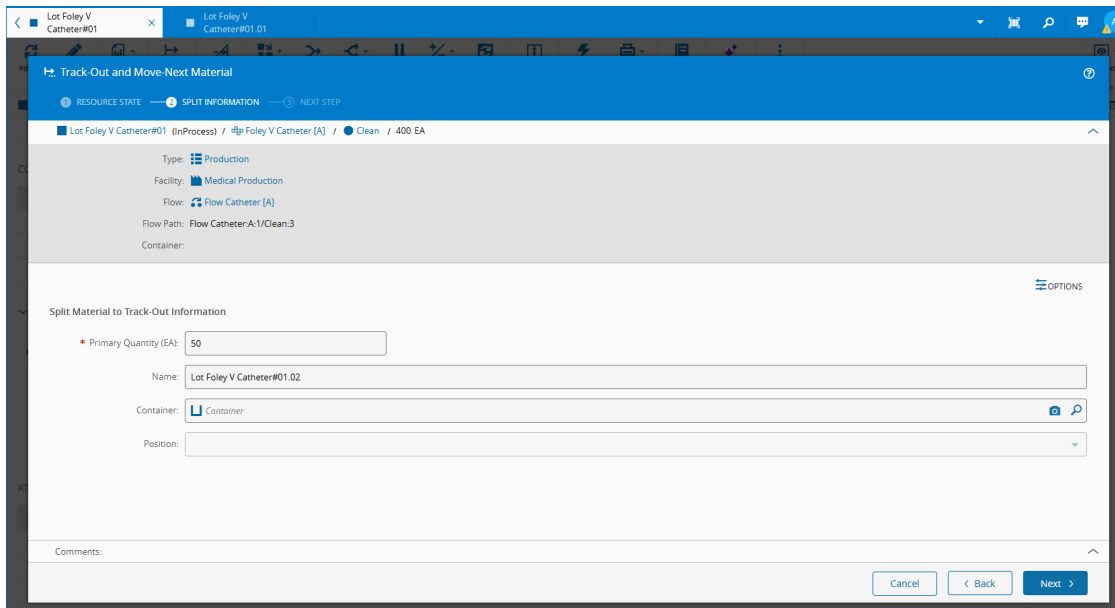 Lot Foley V
Catheter#01
Lot Foley V
Catheter#01.01
Track-Out and Move-Next Material
1 RESOURCE STATE 2 SPLIT INFORMATION 3 NEXT STEP
Lot Foley V Catheter#01 (InProcess) / Foley V Catheter [A] / Clean / 400 EA
Type: Production
Facility: Medical Production
Flow: Flow Catheter [A]
Flow Path: Flow Catheter:A:1/Clean:3
Container:
OPTIONS
Split Material to Track-Out Information
* Primary Quantity (EA): 50
Name: Lot Foley V Catheter#01.02
Container: Container
Position:
Comments:
Cancel < Back Next >